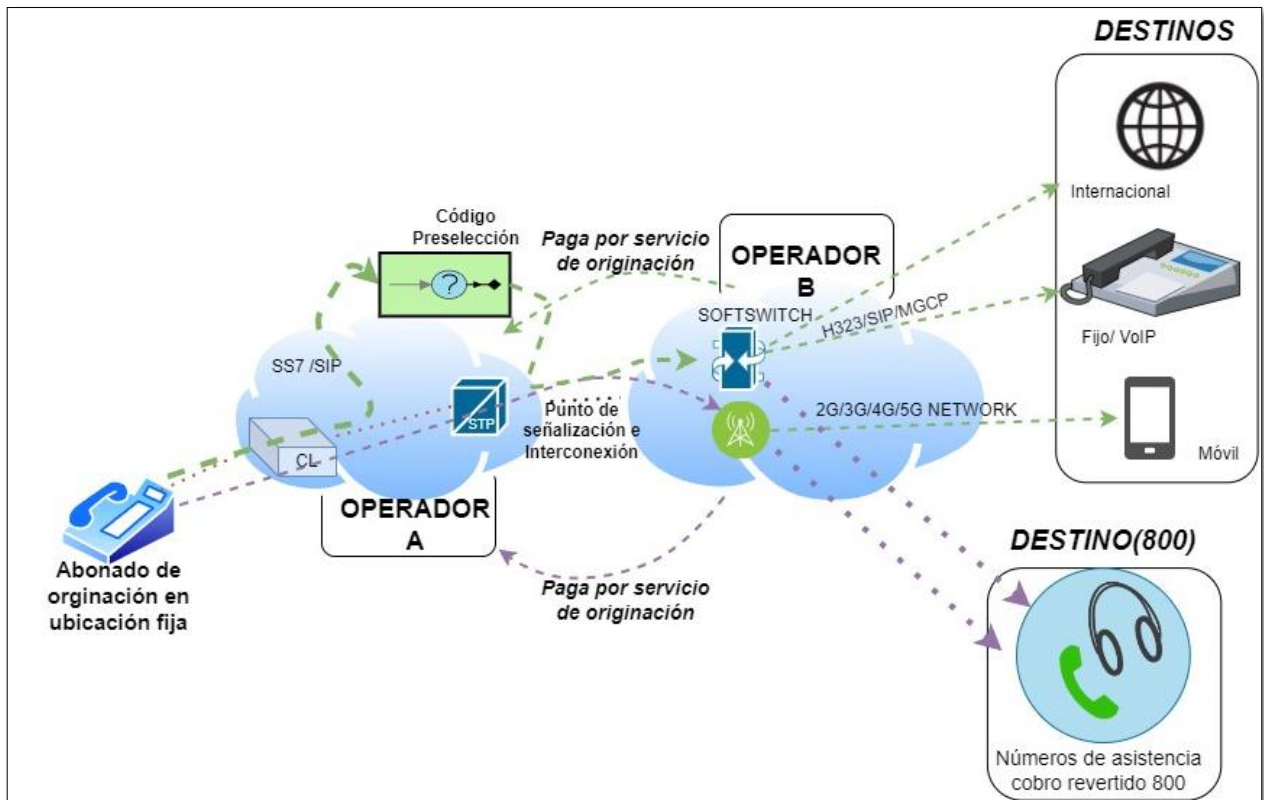 DESTINOS
Internacional
Código
Preselección
Paga por servicio
de originación
OPERADOR
B
SOFTSWITCH
H323/SIP/MGCP
Fijo/ VoIP
SS7 /SIP
STP
Punto de
señalización e
Interconexión
2G/3G/4G/5G NETWORK
Móvil
CL
OPERADOR
A
Abonado de
orginación en
ubicación fija
Paga por servicio
de originación
DESTINO(800)
Números de asistencia
cobro revertido 800